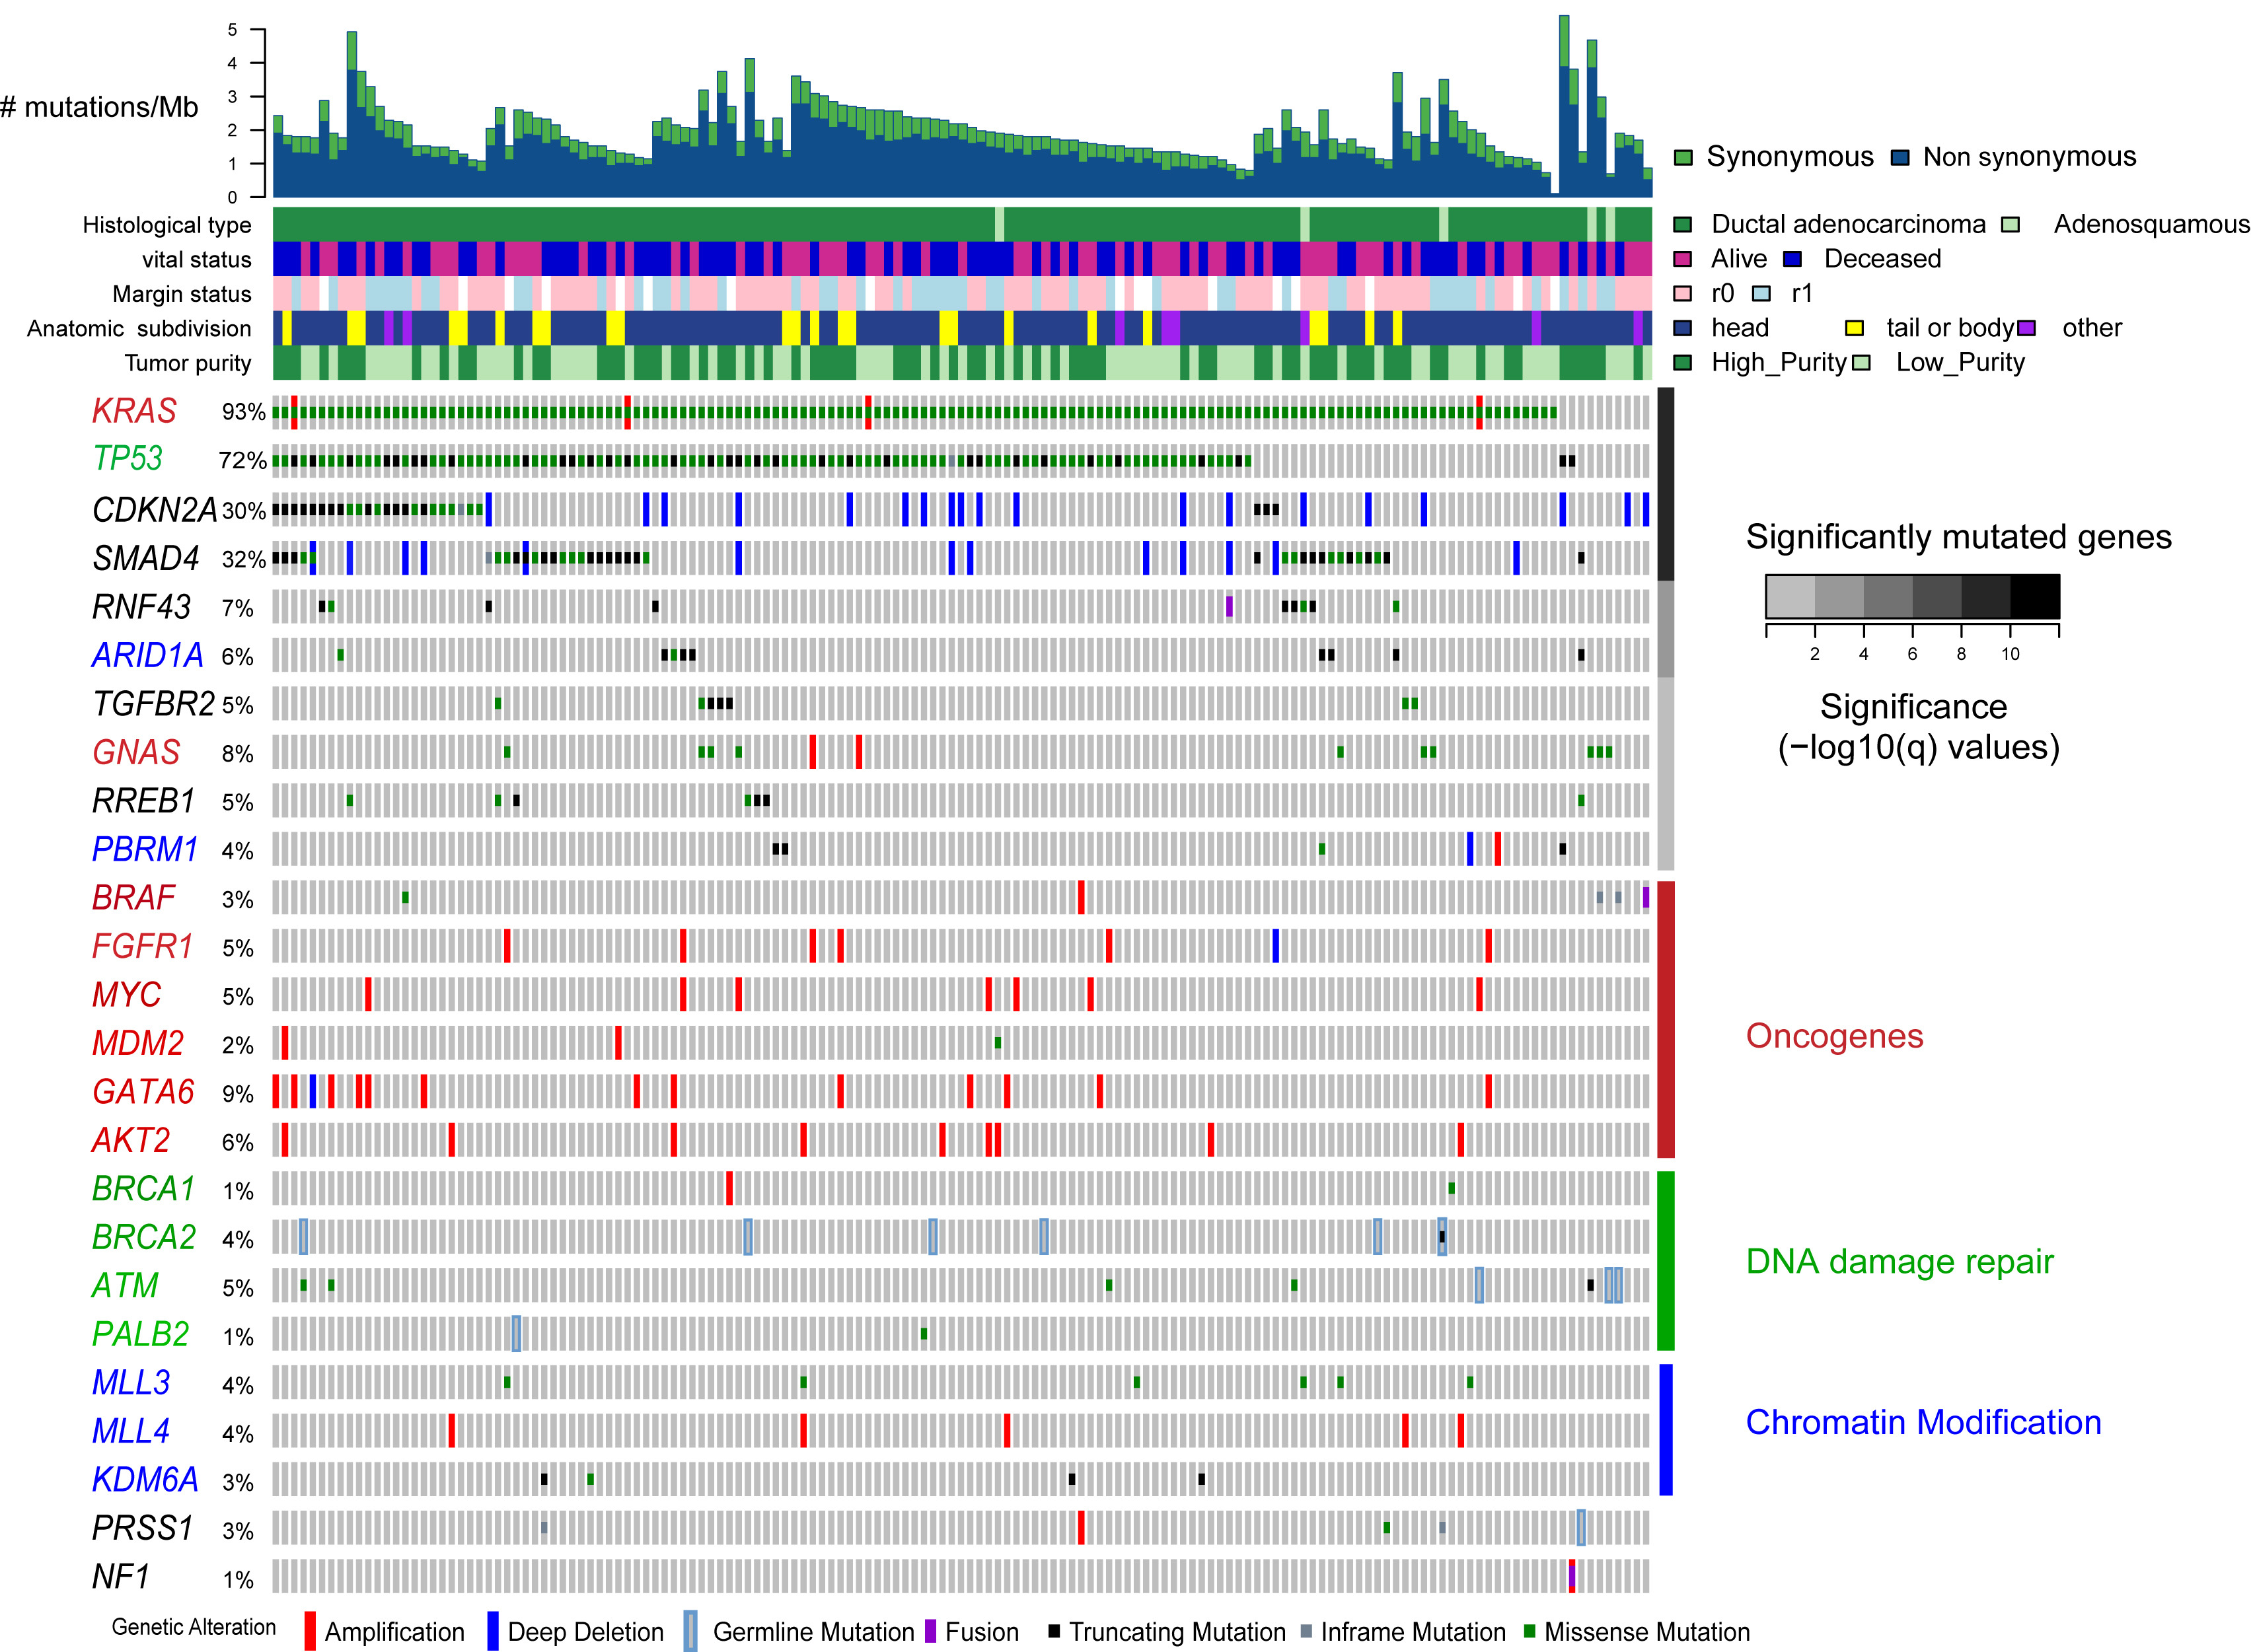 5
4
3
# mutations/Mb
2
1
0
Synonymous Non synonymous
Histological type Ductal adenocarcinoma Adenosquamous
vital status Alive Deceased
Margin status r0 r1
Anatomic subdivision head tail or body other
Tumor purity High_Purity Low_Purity
KRAS 93%
TP53 72%
CDKN2A 30%
SMAD4 32%
RNF43 7%
ARID1A 6%
TGFBR2 5%
GNAS 8%
RREB1 5%
PBRM1 4%
Significantly mutated genes
2 4 6 8 10
Significance
(−log10(q) values)
BRAF 3%
FGFR1 5%
MYC 5%
MDM2 2%
GATA6 9%
AKT2 6%
Oncogenes
BRCA1 1%
BRCA2 4%
ATM 5%
PALB2 1%
DNA damage repair
MLL3 4%
MLL4 4%
KDM6A 3%
Chromatin Modification
PRSS1 3%
NF1 1%
Genetic Alteration Amplification Deep Deletion Germline Mutation Fusion Truncating Mutation Inframe Mutation Missense Mutation